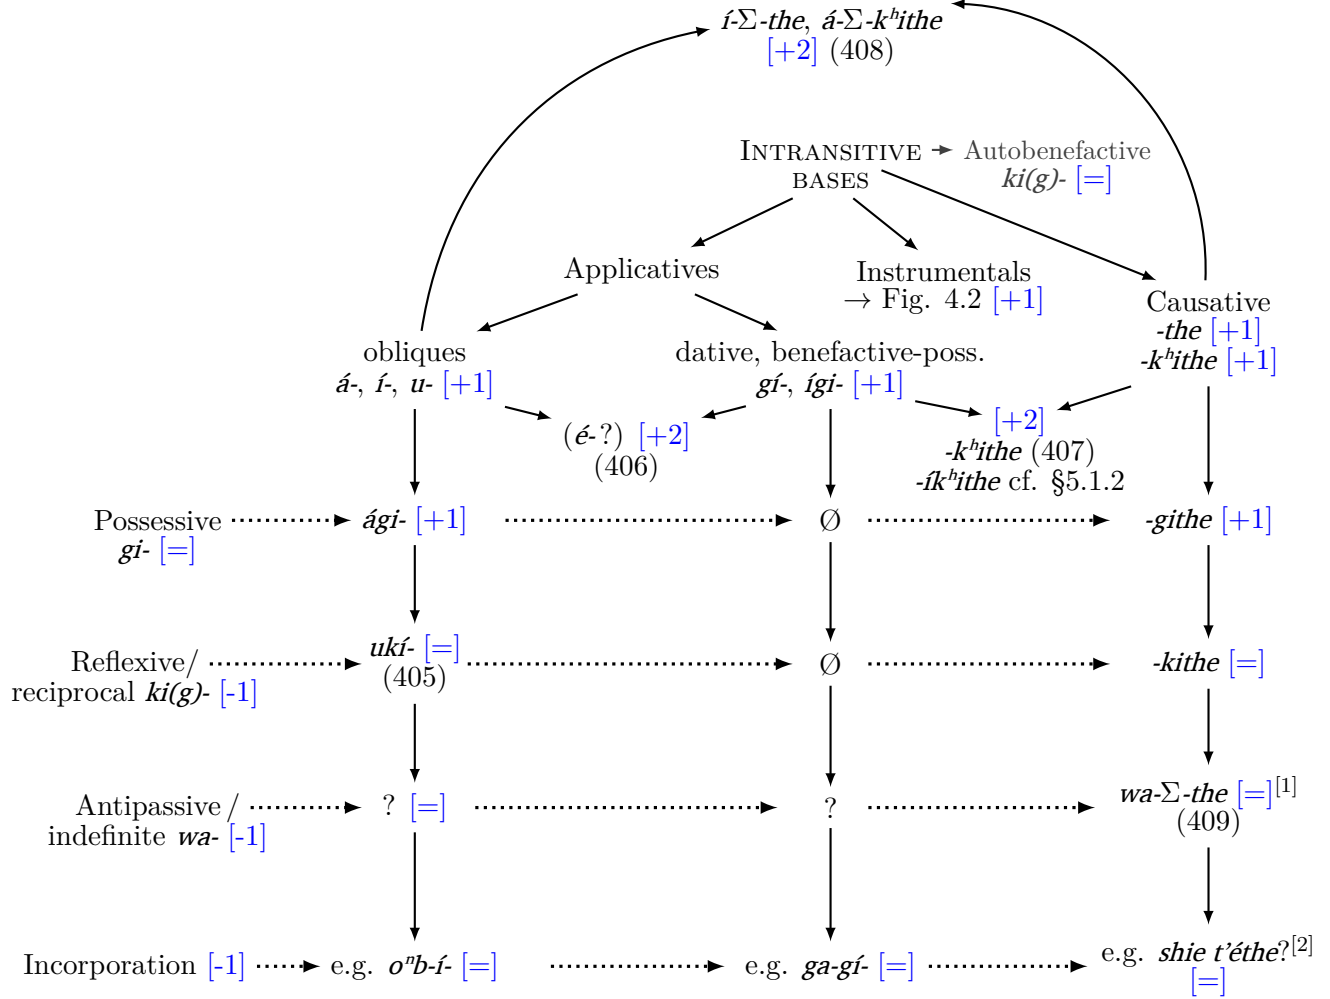 í-Σ-the, á-Σ-kʰithe
[+2] (408)
INTRANSITIVE
BASES
Autobenefactive
ki(g)- [=]
Applicatives
Instrumentals
→ Fig. 4.2 [+1]
Causative
-the [+1]
-kʰithe [+1]
obliques
á-, í-, u- [+1]
dative, benefactive-poss.
gí-, ígi- [+1]
(é-?) [+2]
(406)
[+2]
-kʰithe (407)
-íkʰithe cf. §5.1.2
Possessive
gi- [=]
ági- [+1]
Ø
-githe [+1]
Reflexive/
reciprocal ki(g)- [-1]
ukí- [=]
(405)
Ø
-kithe [=]
Antipassive/
indefinite wa- [-1]
? [=]
?
wa-Σ-the [=][1]
(409)
Incorporation [-1]
e.g. oⁿb-í- [=]
e.g. ga-gí- [=]
e.g. shie t’éthe?[2]
[=]